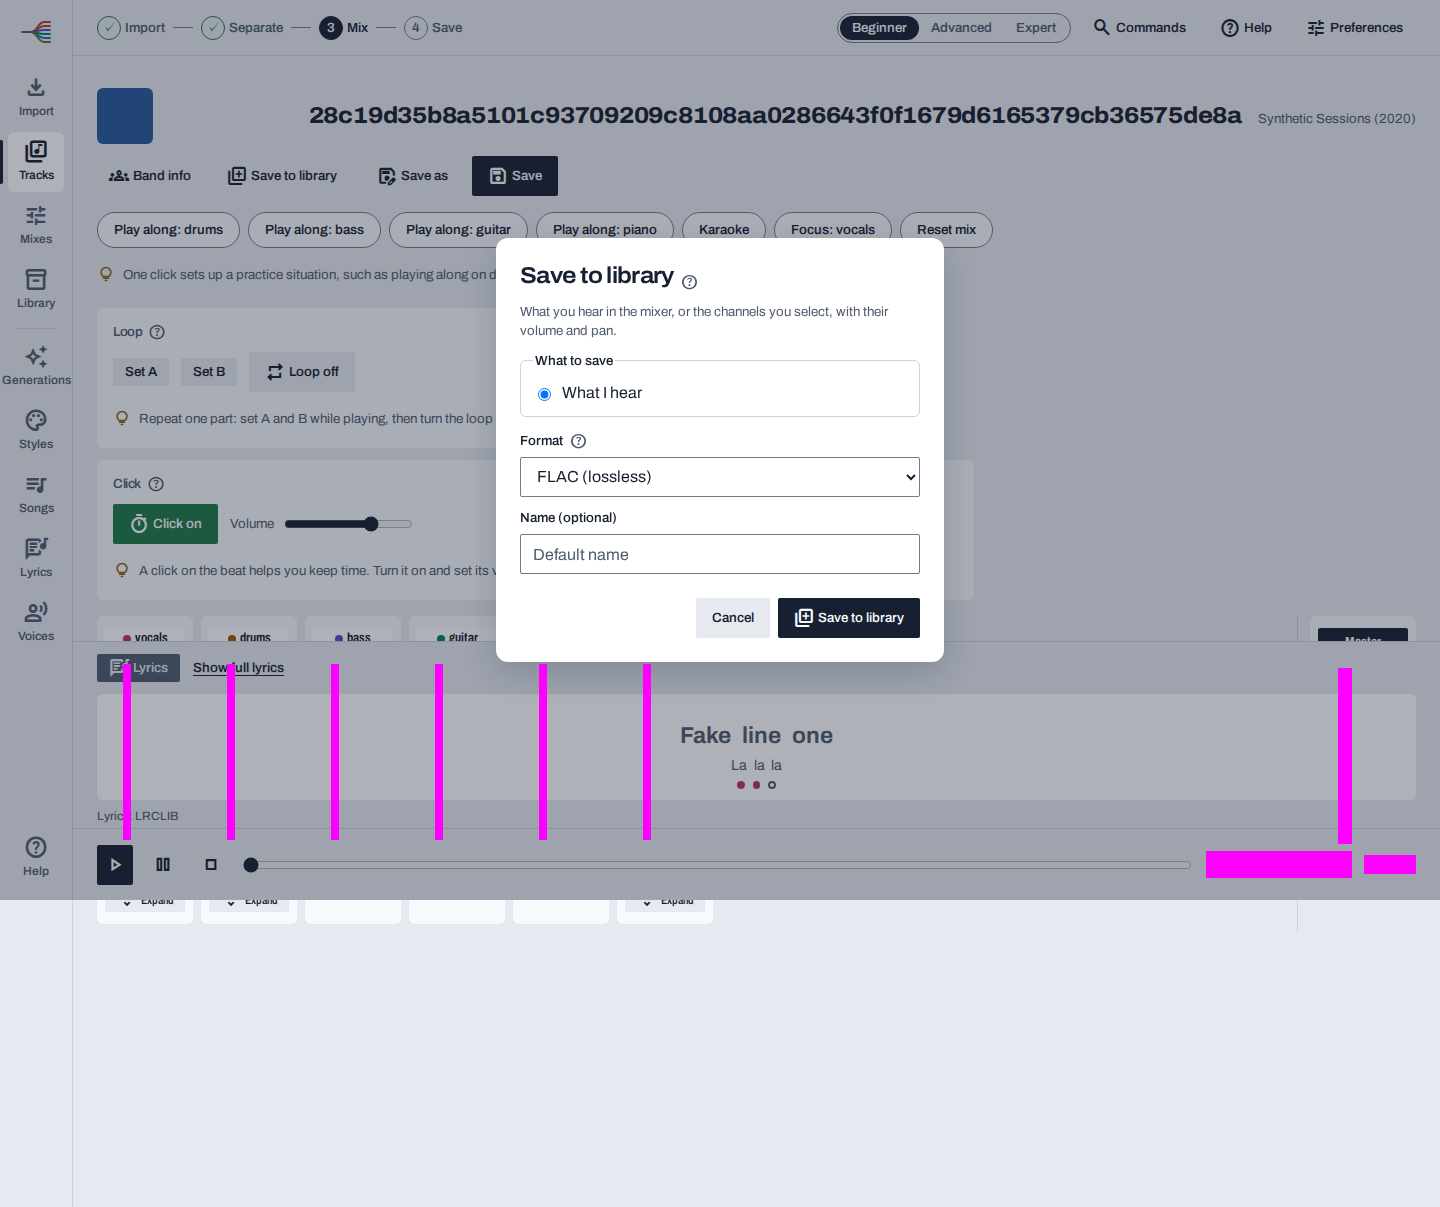 Import
Separate
3 Mix
4 Save
Beginner
Advanced
Expert
Commands
Help
Preferences
Import
Tracks
Mixes
Library
Generations
Styles
Songs
Lyrics
Voices
Help
28c19d35b8a5101c93709209c8108aa0286643f0f1679d6165379cb36575de8a
Synthetic Sessions (2020)
Band info
Save to library
Save as
Save
Play along: drums
Play along: bass
Play along: guitar
Play along: piano
Karaoke
Focus: vocals
Reset mix
One click sets up a practice situation, such as playing along on d
Loop
Set A
Set B
Loop off
Repeat one part: set A and B while playing, then turn the loop
Click
Click on
Volume
A click on the beat helps you keep time. Turn it on and set its v
vocals
drums
bass
guitar
Master
Save to library
What you hear in the mixer, or the channels you select, with their
volume and pan.
What to save
What I hear
Format
FLAC (lossless)
Name (optional)
Default name
Cancel
Save to library
Lyrics
Show full lyrics
Fake line one
La la la
LRCLIB
Expand
Expand
Expand